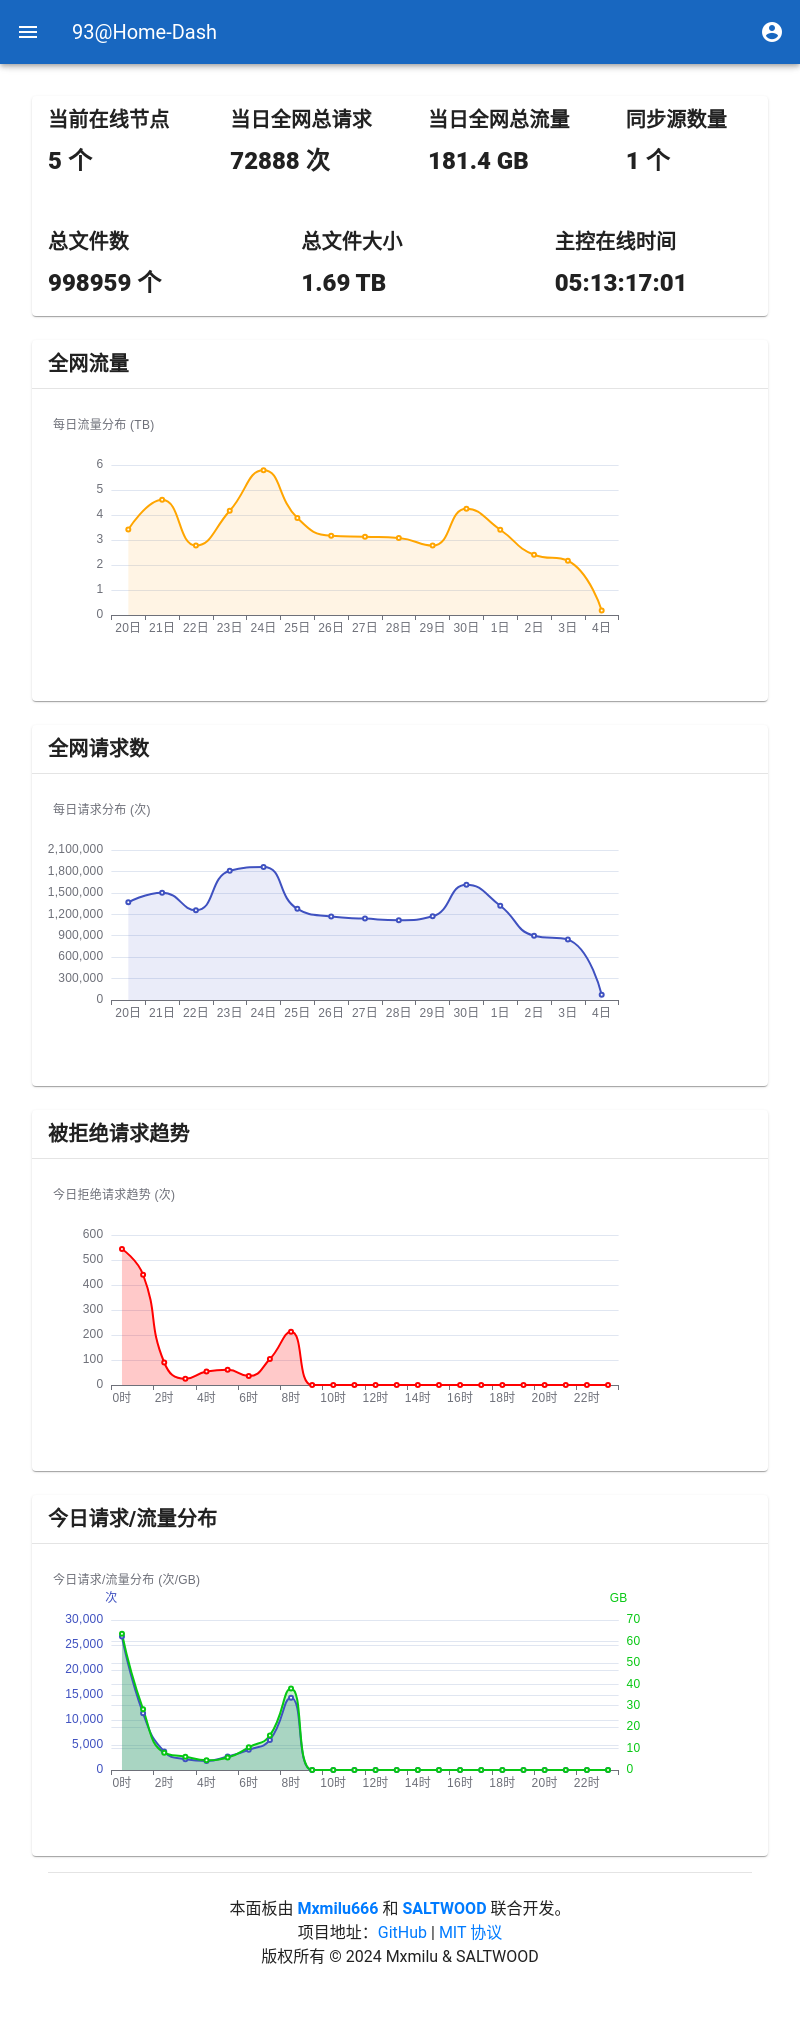 93@Home-Dash
当前在线节点 当日全网总请求 当日全网总流量 同步源数量
5 个 72888 次 181.4 GB 1 个
总文件数 总文件大小 主控在线时间
998959 个 1.69 TB 05:13:17:01
全网流量
每日流量分布 (TB)
6
5
4
3
2
1
0
20日 21日 22日 23日 24日 25日 26日 27日 28日 29日 30日 1日 2日 3日 4日
全网请求数
每日请求分布 (次)
2,100,000
1,800,000
1,500,000
1,200,000
900,000
600,000
300,000
0
20日 21日 22日 23日 24日 25日 26日 27日 28日 29日 30日 1日 2日 3日 4日
被拒绝请求趋势
今日拒绝请求趋势 (次)
600
500
400
300
200
100
0
0时 2时 4时 6时 8时 10时 12时 14时 16时 18时 20时 22时
今日请求/流量分布
今日请求/流量分布 (次/GB)
次 GB
30,000 70
25,000 60
20,000 50
15,000 40
10,000 30
5,000 20
0 10
0
0时 2时 4时 6时 8时 10时 12时 14时 16时 18时 20时 22时
本面板由 Mxmilu666 和 SALTWOOD 联合开发。
项目地址：GitHub | MIT 协议
版权所有 © 2024 Mxmilu & SALTWOOD